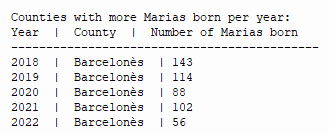 Counties with more Marias born per year:
Year  |  County  |  Number of Marias born
--------------------------------------------
2018  |  Barcelonès  | 143
2019  |  Barcelonès  | 114
2020  |  Barcelonès  | 88
2021  |  Barcelonès  | 102
2022  |  Barcelonès  | 56